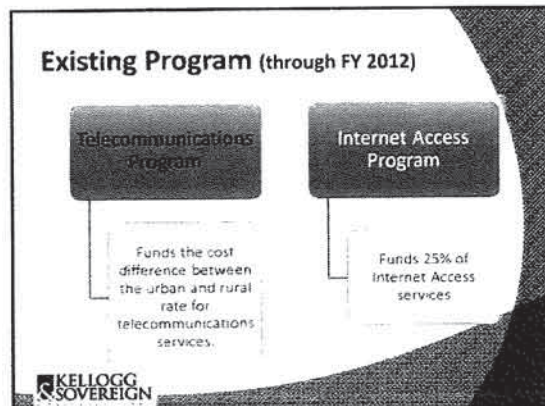 Existing Program (through FY 2012)
Telecommunications
Program
Funds the cost
difference between
the urban and rural
rate for
telecommunications
services.
Internet Access
Program
Funds 25% of
Internet Access
services
KELLOGG
&SOVEREIGN